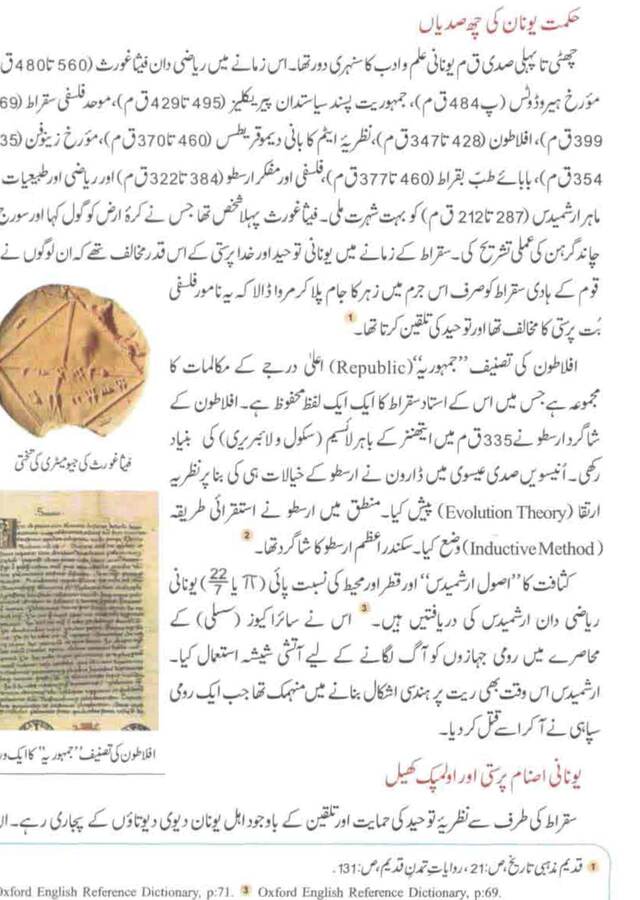 حکمت یونان کی چھ صدیاں
چھٹی تا پہلی صدی ق م یونانی علم و ادب کا سنہری دور تھا۔ اس زمانے میں ریاضی دان فیثا غورث (560 تا 480 ق
مؤرخ ہیروڈوٹس (پ 484 ق م)، جمہوریت پسند سیاستدان پیریکلیز (495 تا 429 ق م)، موحد فلسفی سقراط (69
399 ق م)، افلاطون (428 تا 347 ق م)، نظریۂ ایٹم کا بانی دیموقریطس (460 تا 370 ق م)، مؤرخ زینوفن (35
354 ق م)، بابائے طب بقراط (460 تا 377 ق م)، فلسفی اور مفکر ارسطو (384 تا 322 ق م) اور ریاضی اور طبیعیات
ماہر ارشمیدس (287 تا 212 ق م) کو بہت شہرت ملی۔ فیثا غورث پہلا شخص تھا جس نے کرۂ ارض کو گول کہا اور سورج
چاند گرہن کی عملی تشریح کی۔ سقراط کے زمانے میں یونانی توحید اور خدا پرستی کے اس قدر مخالف تھے کہ ان لوگوں نے
قوم کے ہادی سقراط کو صرف اس جرم میں زہر کا جام پلا کر مروا ڈالا کہ یہ نامور فلسفی
بُت پرستی کا مخالف تھا اور توحید کی تلقین کرتا تھا۔ 1
افلاطون کی تصنیف ’’جمہوریہ‘‘ (Republic) اعلیٰ درجے کے مکالمات کا
مجموعہ ہے جس میں اس کے استاد سقراط کا ایک ایک لفظ محفوظ ہے۔ افلاطون کے
شاگرد ارسطو نے 335 ق م میں ایتھنز کے باہر لائسیم (سکول و لائبریری) کی بنیاد
رکھی۔ اُنیسویں صدی عیسوی میں ڈارون نے ارسطو کے خیالات ہی کی بنا پر نظریۂ
ارتقا (Evolution Theory) پیش کیا۔ منطق میں ارسطو نے استقرائی طریقہ
(Inductive Method) وضع کیا۔ سکندر اعظم ارسطو کا شاگرد تھا۔ 2
کثافت کا ’’اصول ارشمیدس‘‘ اور قطر اور محیط کی نسبت پائی (π یا 22/7) یونانی
ریاضی دان ارشمیدس کی دریافتیں ہیں۔ 3 اس نے سائرا کیوز (سسلی) کے
محاصرے میں رومی جہازوں کو آگ لگانے کے لیے آتشی شیشہ استعمال کیا۔
ارشمیدس اس وقت بھی ریت پر ہندسی اشکال بنانے میں منہمک تھا جب ایک رومی
سپاہی نے آ کر اسے قتل کر دیا۔
فیثا غورث کی جیومیٹری کی تختی
افلاطون کی تصنیف ’’جمہوریہ‘‘ کا ایک ور
یونانی اصنام پرستی اور اولمپک کھیل
سقراط کی طرف سے نظریۂ توحید کی حمایت اور تلقین کے باوجود اہل یونان دیوی دیوتاؤں کے پجاری رہے۔ ان
1 قدیم مذہبی تاریخ، ص: 21، روایات تمدن قدیم، ص: 131۔
Oxford English Reference Dictionary, p:71. 3 Oxford English Reference Dictionary, p:69.